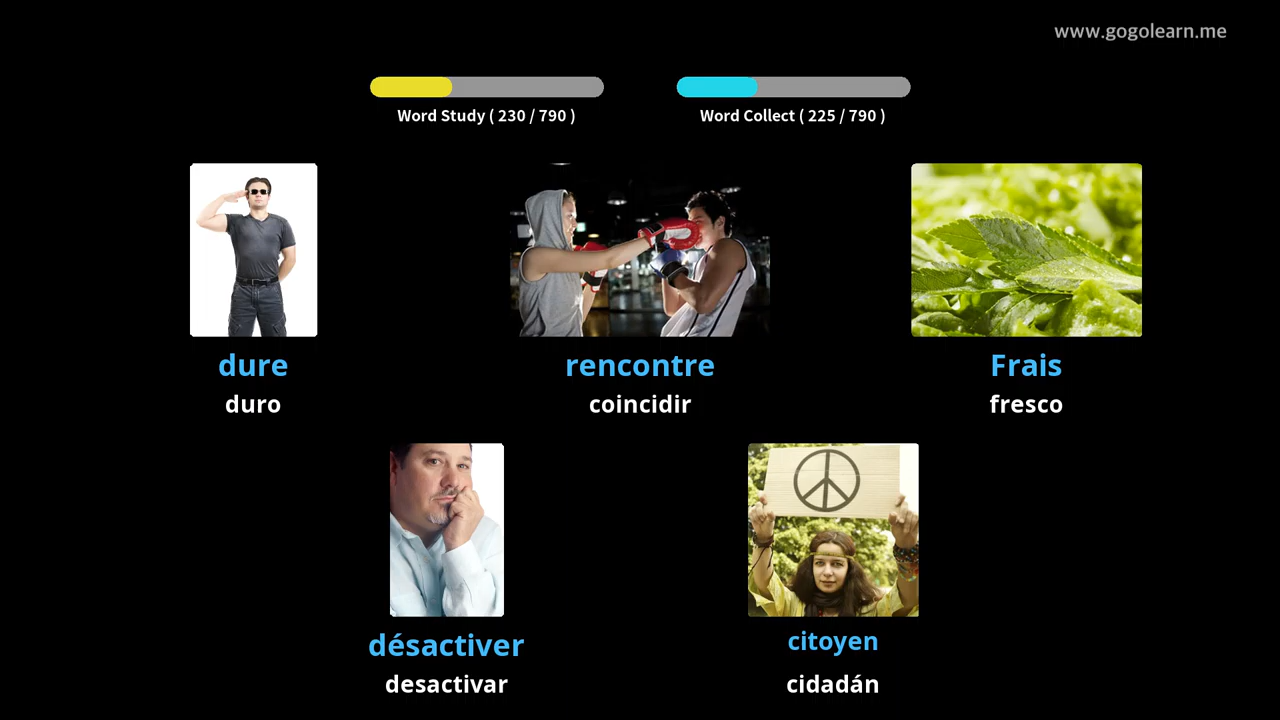 www.gogolearn.me
Word Study ( 230 / 790 )
Word Collect ( 225 / 790 )
dure
duro
rencontre
coincidir
Frais
fresco
désactiver
desactivar
citoyen
cidadán